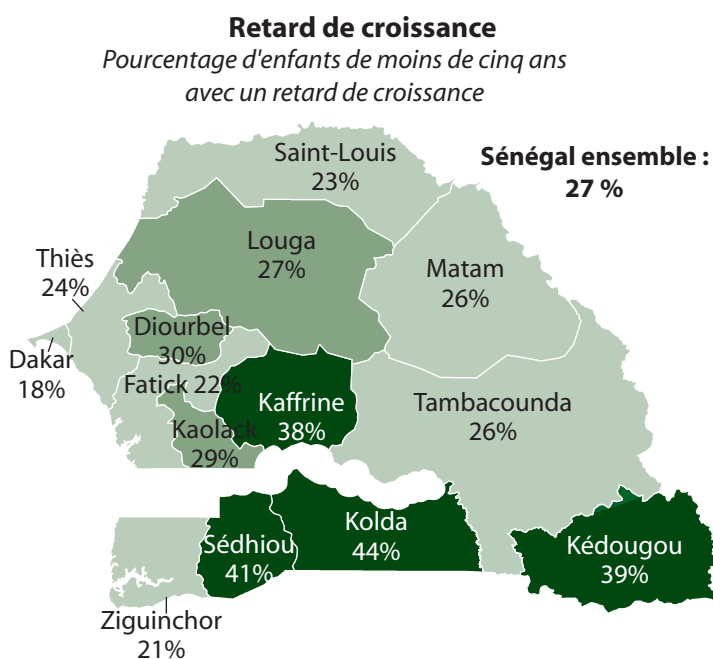 Retard de croissance
Pourcentage d'enfants de moins de cinq ans
avec un retard de croissance
Sénégal ensemble :
27 %
Saint-Louis
23%
Louga
27%
Thiès
24%
Matam
26%
Diourbel
30%
Dakar
18%
Fatick 22%
Kaffrine
38%
Tambacounda
26%
Kaolack
29%
Kolda
44%
Sédhiou
41%
Kédougou
39%
Ziguinchor
21%